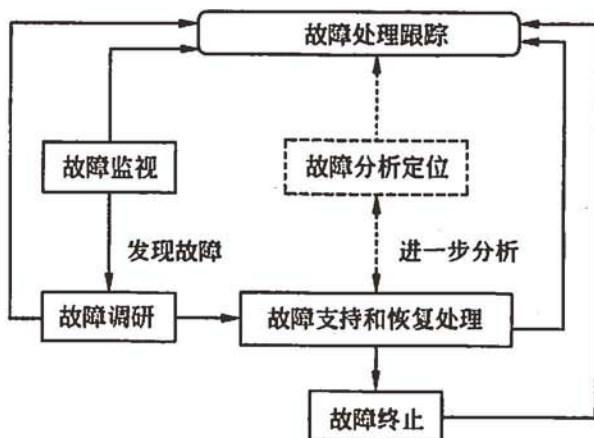 故障处理跟踪
故障监视
故障分析定位
发现故障
进一步分析
故障调研
故障支持和恢复处理
故障终止